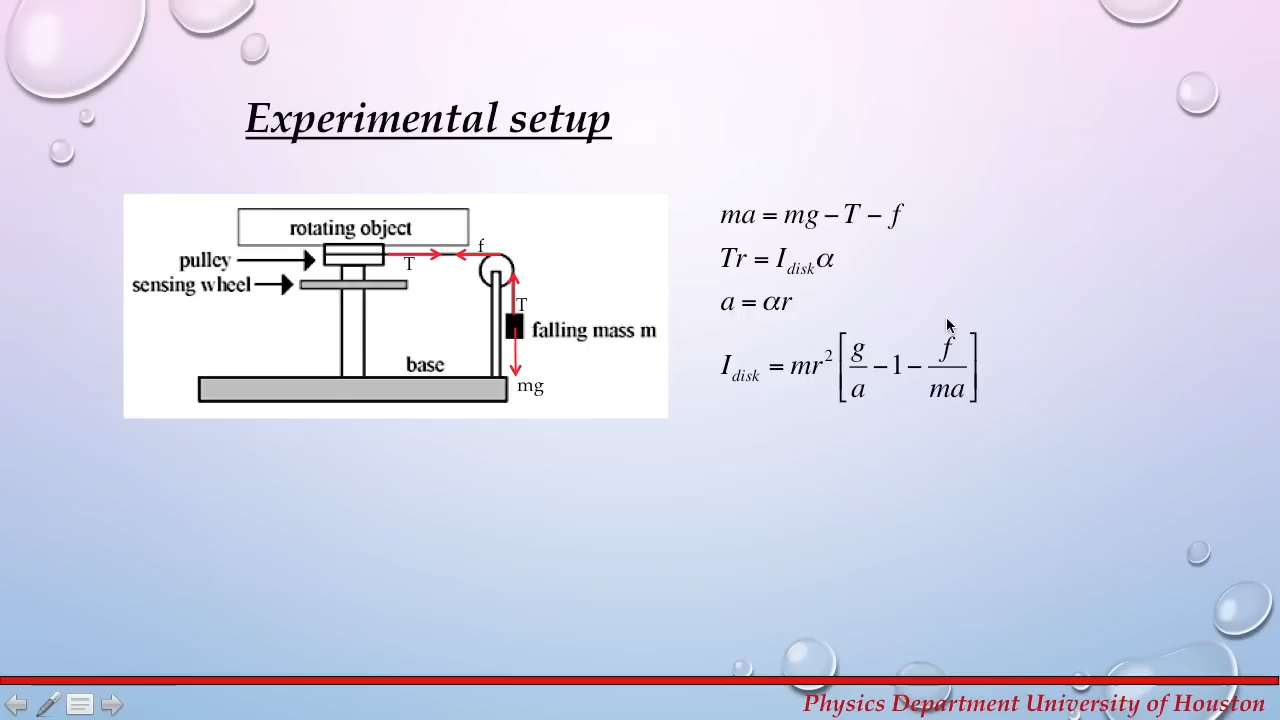 Experimental setup
rotating object
f
pulley
T
sensing wheel
T
falling mass m
base
mg
ma = mg − T − f
Tr = I_disk α
a = αr
I_disk = mr² [ g/a − 1 − f/ma ]
Physics Department University of Houston